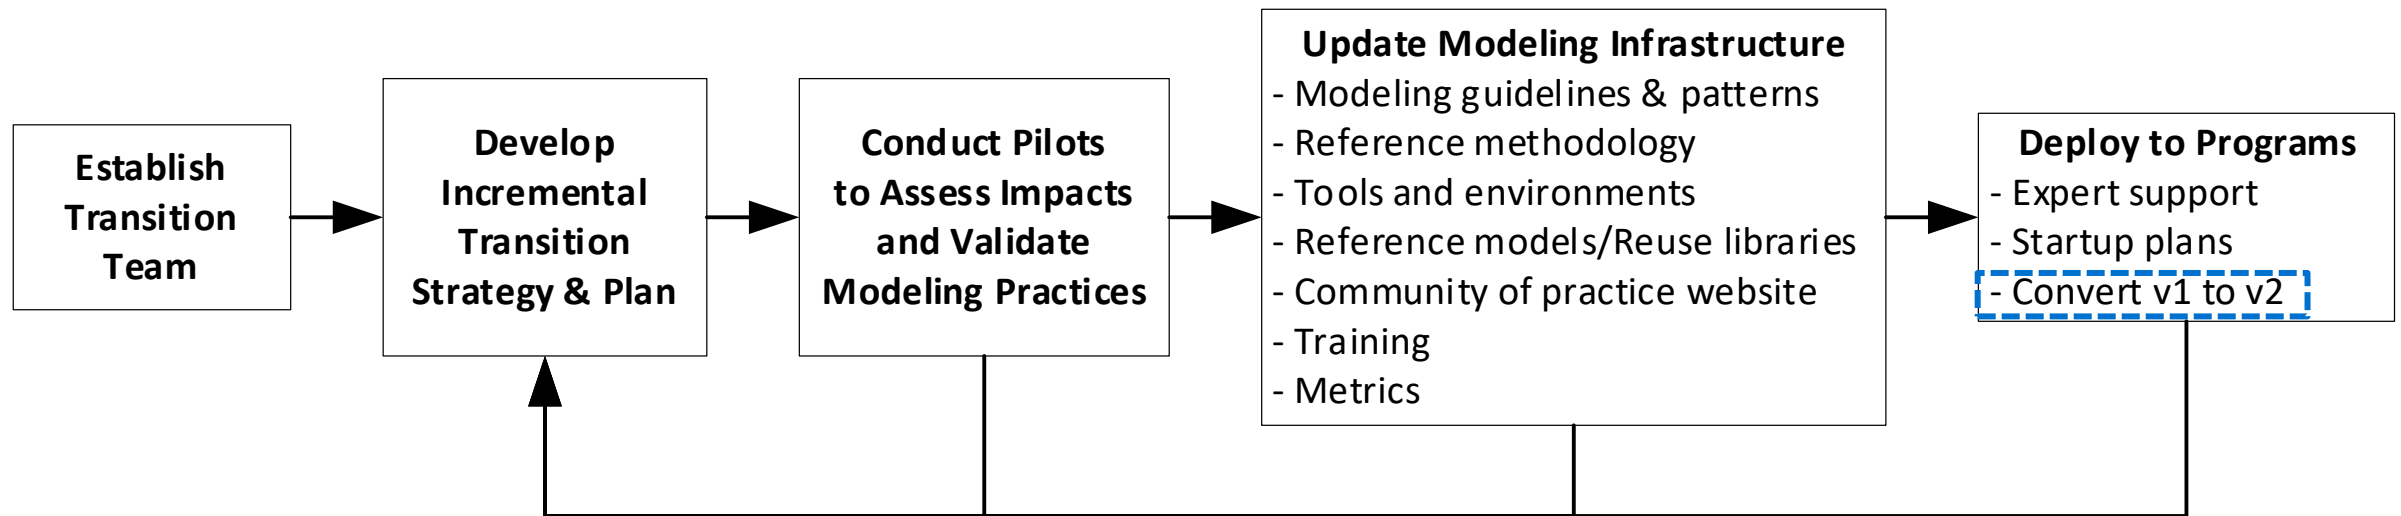 Establish
Transition
Team
Develop
Incremental
Transition
Strategy & Plan
Conduct Pilots
to Assess Impacts
and Validate
Modeling Practices
Update Modeling Infrastructure
- Modeling guidelines & patterns
- Reference methodology
- Tools and environments
- Reference models/Reuse libraries
- Community of practice website
- Training
- Metrics
Deploy to Programs
- Expert support
- Startup plans
- Convert v1 to v2